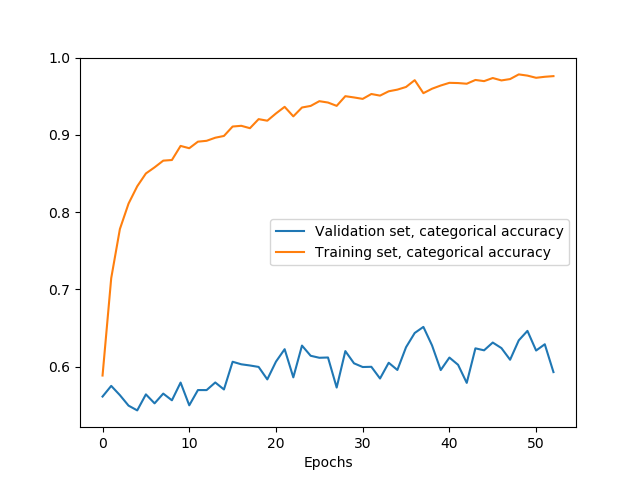 1.0
0.9
0.8
0.7
0.6
Validation set, categorical accuracy
Training set, categorical accuracy
0 10 20 30 40 50
Epochs